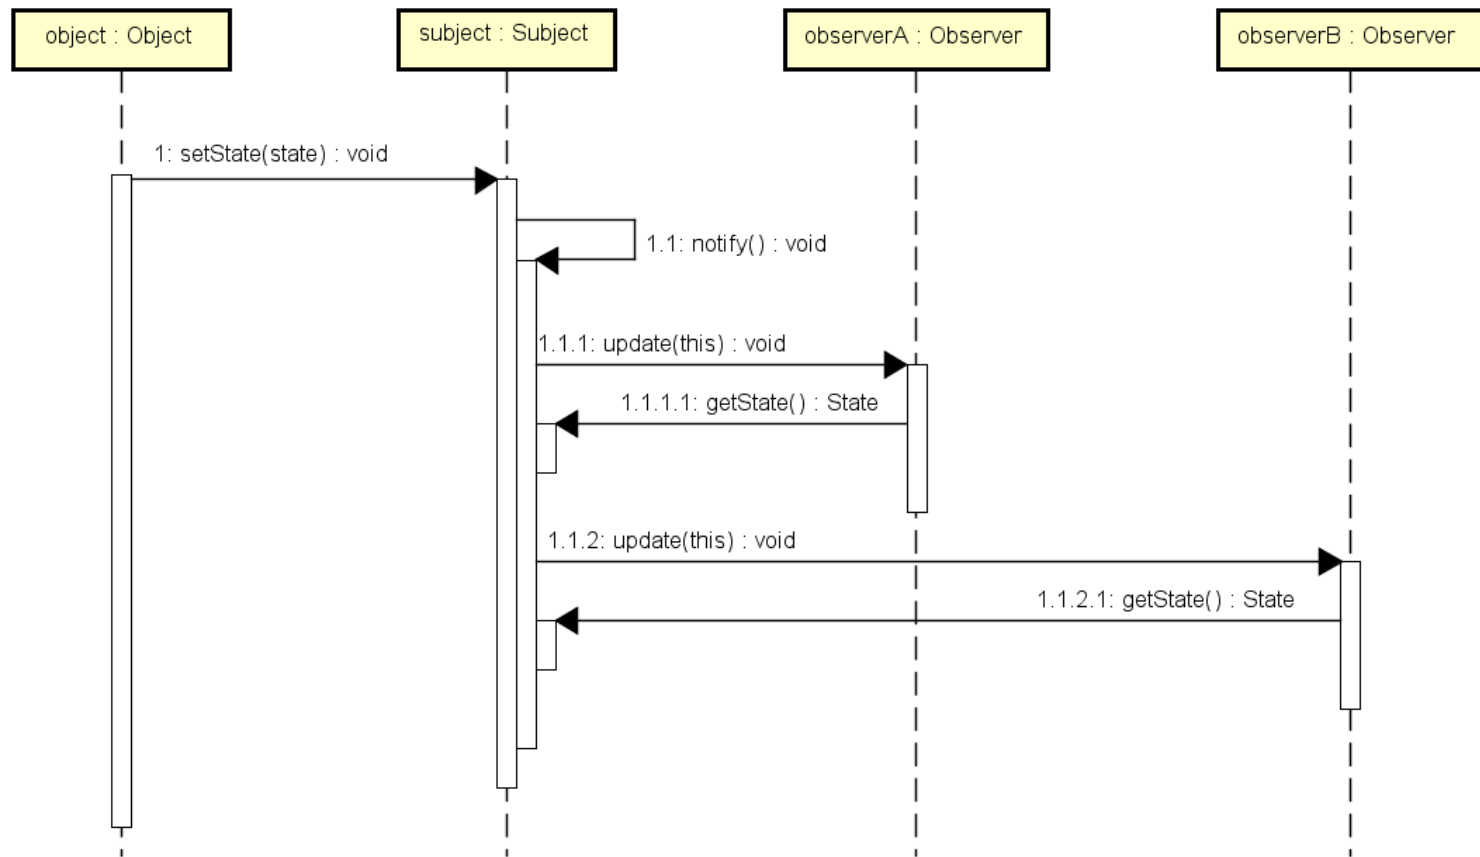 object : Object
subject : Subject
observerA : Observer
observerB : Observer
1: setState(state) : void
1.1: notify() : void
1.1.1: update(this) : void
1.1.1.1: getState() : State
1.1.2: update(this) : void
1.1.2.1: getState() : State